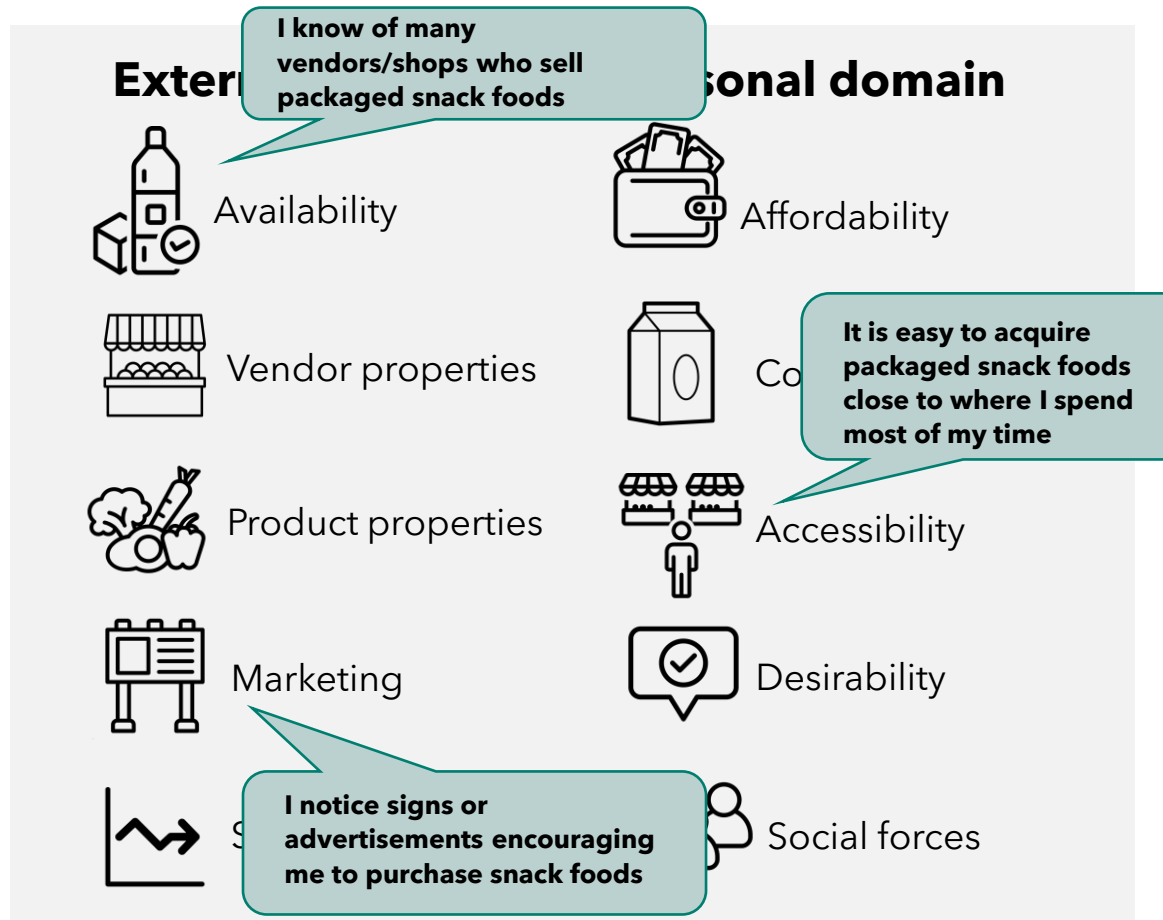 I know of many
vendors/shops who sell
packaged snack foods
Exter
sonal domain
Availability
Affordability
Vendor properties
Co
It is easy to acquire
packaged snack foods
close to where I spend
most of my time
Product properties
Accessibility
Marketing
Desirability
I notice signs or
advertisements encouraging
me to purchase snack foods
Social forces